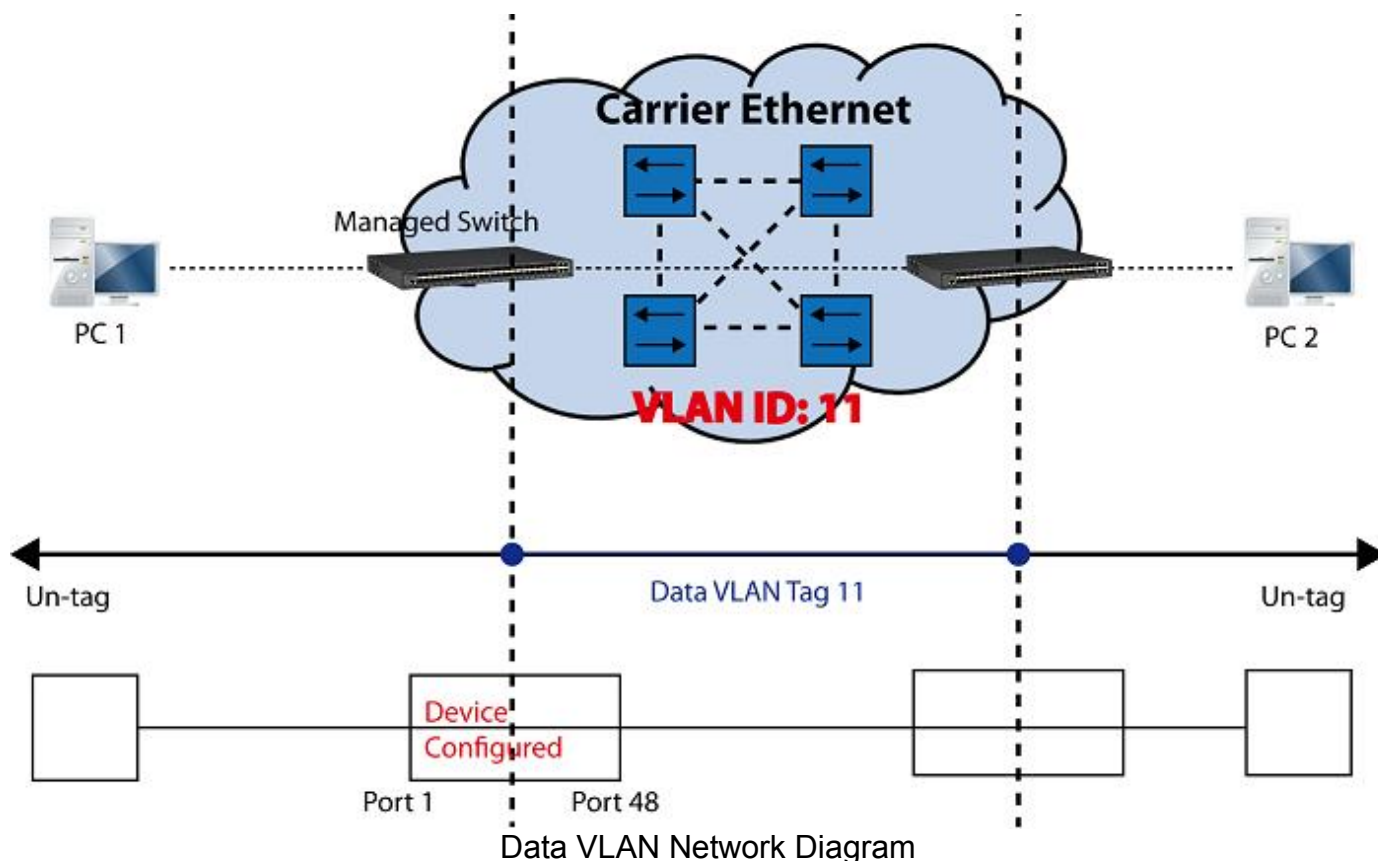 Carrier Ethernet
Managed Switch
PC 1
PC 2
VLAN ID: 11
Un-tag
Data VLAN Tag 11
Un-tag
Device
Configured
Port 1
Port 48
Data VLAN Network Diagram